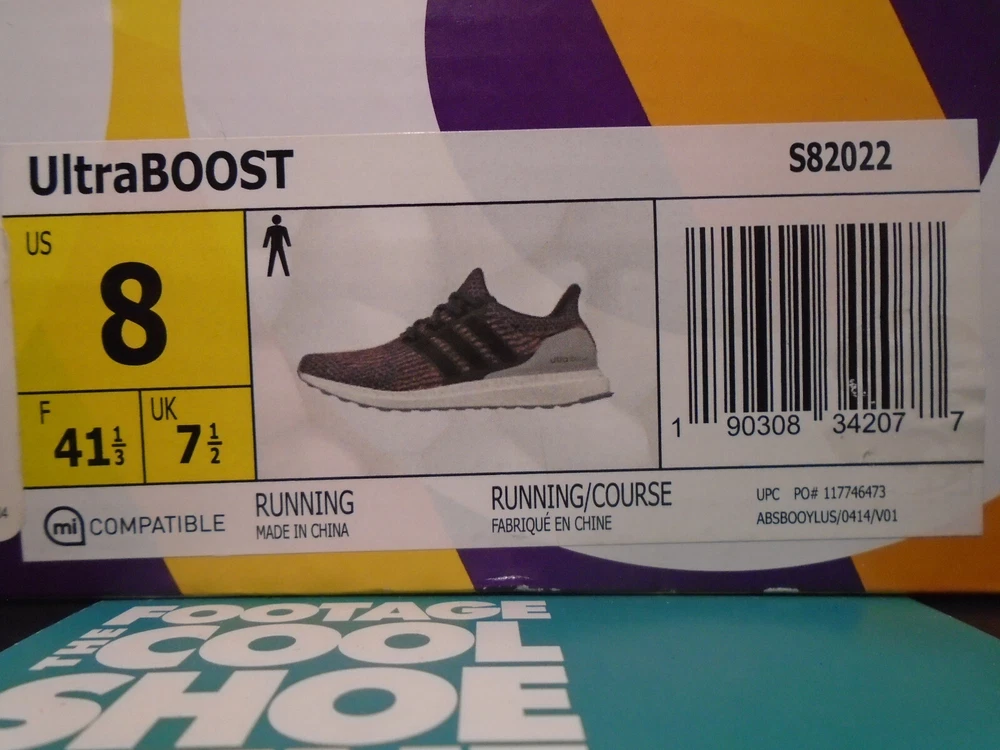 UltraBOOST
S82022
US
8
F
41 1/3
UK
7 1/2
ultraboost
1 90308 34207 7
mi COMPATIBLE
RUNNING
MADE IN CHINA
RUNNING/COURSE
FABRIQUÉ EN CHINE
UPC PO# 117746473
ABSBOOYLUS/0414/V01
THE
FOOTAGE
COOL
SHOE